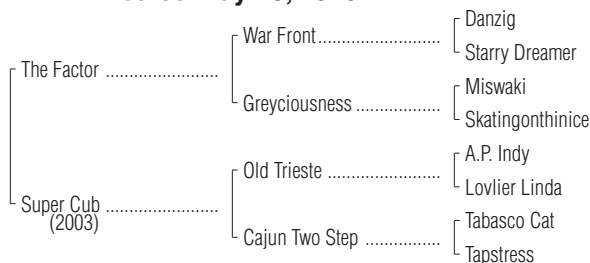 War Front
Danzig
Starry Dreamer
The Factor
Greyciousness
Miswaki
Skatingonthinice
Old Trieste
A.P. Indy
Lovlier Linda
Super Cub
(2003)
Cajun Two Step
Tabasco Cat
Tapstress